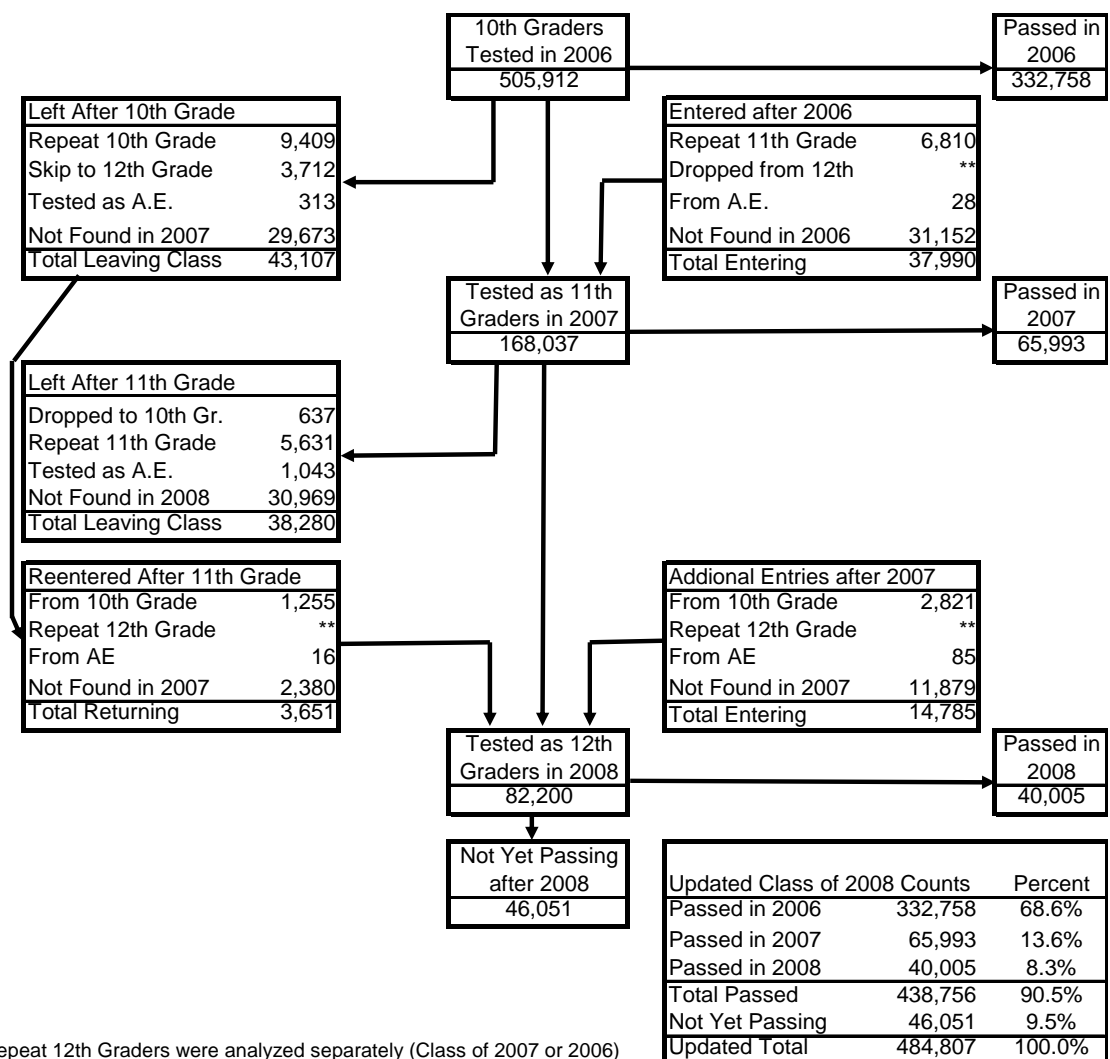 10th Graders
Tested in 2006
505,912
Passed in
2006
332,758
Left After 10th Grade
Repeat 10th Grade 9,409
Skip to 12th Grade 3,712
Tested as A.E. 313
Not Found in 2007 29,673
Total Leaving Class 43,107
Entered after 2006
Repeat 11th Grade 6,810
Dropped from 12th **
From A.E. 28
Not Found in 2006 31,152
Total Entering 37,990
Tested as 11th
Graders in 2007
168,037
Passed in
2007
65,993
Left After 11th Grade
Dropped to 10th Gr. 637
Repeat 11th Grade 5,631
Tested as A.E. 1,043
Not Found in 2008 30,969
Total Leaving Class 38,280
Reentered After 11th Grade
From 10th Grade 1,255
Repeat 12th Grade **
From AE 16
Not Found in 2007 2,380
Total Returning 3,651
Addional Entries after 2007
From 10th Grade 2,821
Repeat 12th Grade **
From AE 85
Not Found in 2007 11,879
Total Entering 14,785
Tested as 12th
Graders in 2008
82,200
Passed in
2008
40,005
Not Yet Passing
after 2008
46,051
Updated Class of 2008 Counts Percent
Passed in 2006 332,758 68.6%
Passed in 2007 65,993 13.6%
Passed in 2008 40,005 8.3%
Total Passed 438,756 90.5%
Not Yet Passing 46,051 9.5%
Updated Total 484,807 100.0%
epeat 12th Graders were analyzed separately (Class of 2007 or 2006)